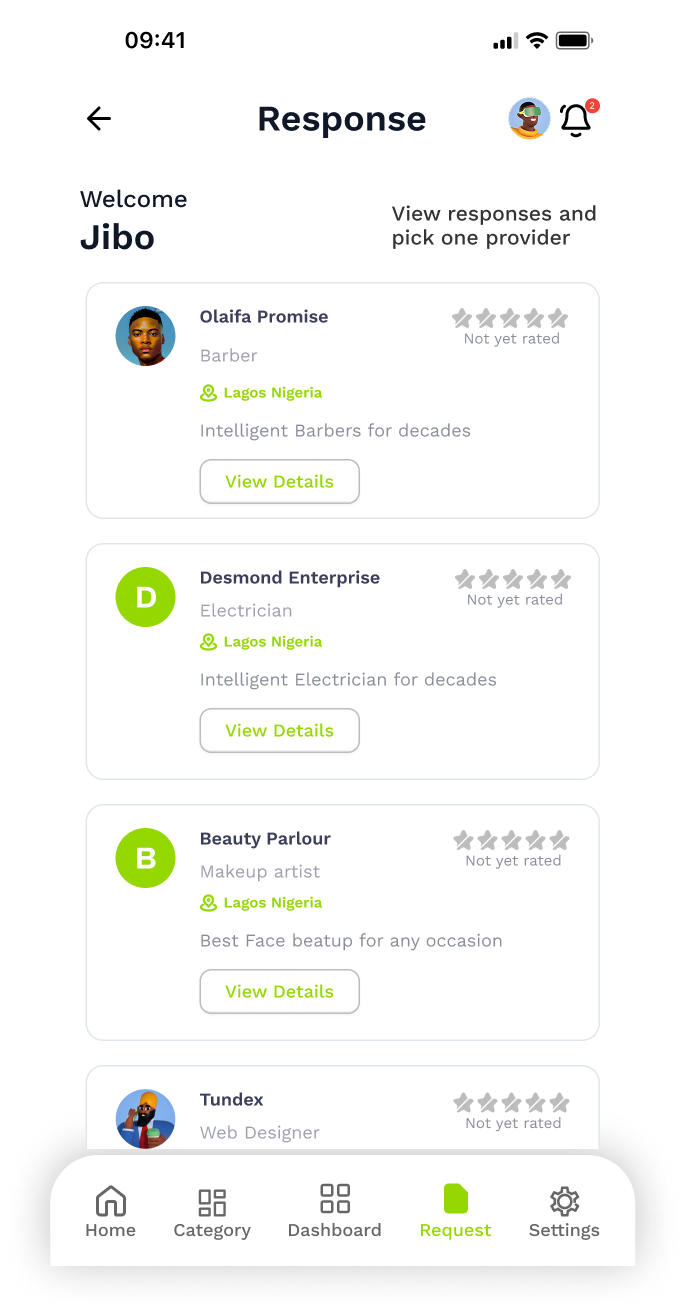 09:41
Response
2
Welcome
Jibo
View responses and
pick one provider
Olaifa Promise
Not yet rated
Barber
Lagos Nigeria
Intelligent Barbers for decades
View Details
D
Desmond Enterprise
Not yet rated
Electrician
Lagos Nigeria
Intelligent Electrician for decades
View Details
B
Beauty Parlour
Not yet rated
Makeup artist
Lagos Nigeria
Best Face beatup for any occasion
View Details
Tundex
Not yet rated
Web Designer
Home
Category
Dashboard
Request
Settings